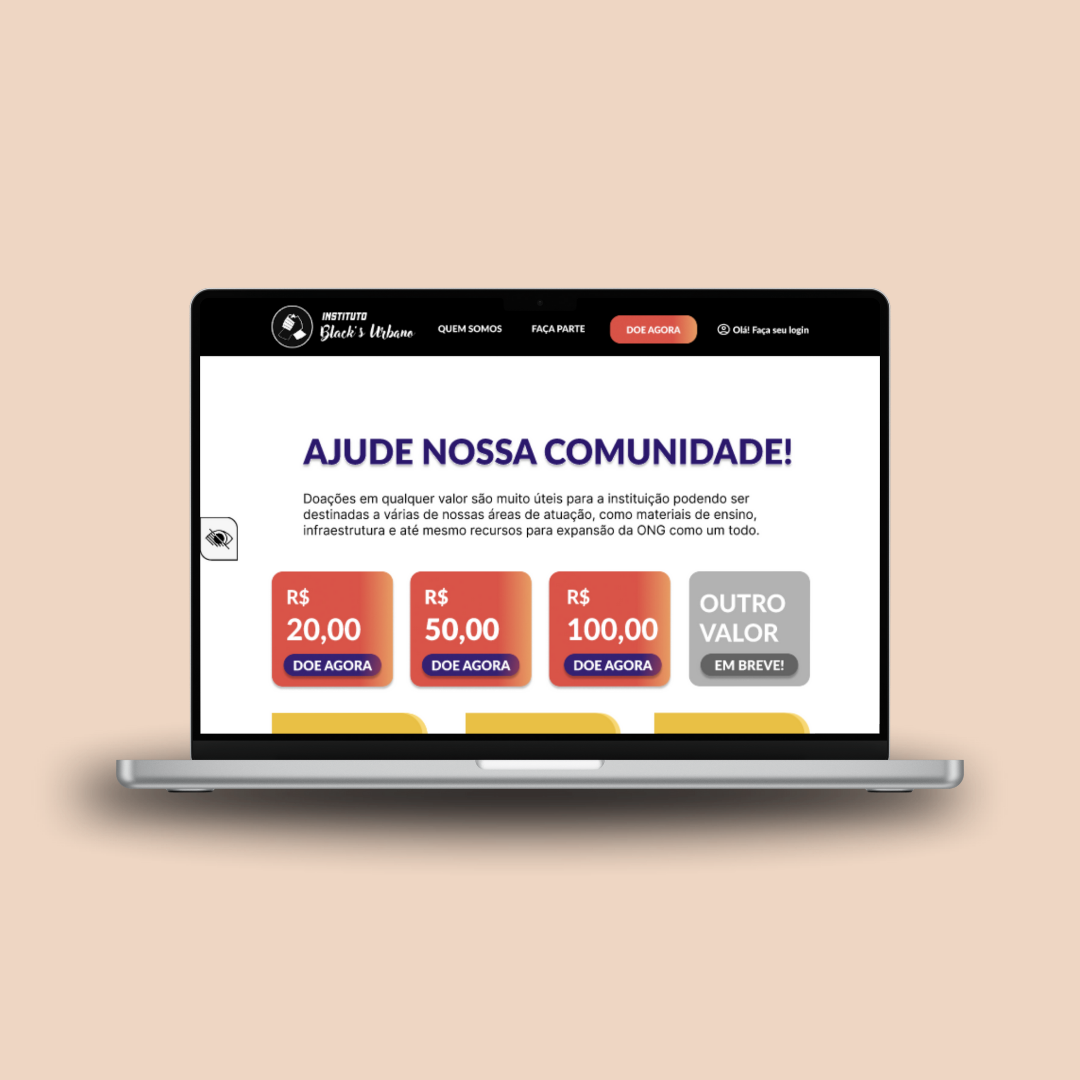 INSTITUTO
Black's Urbano
QUEM SOMOS
FAÇA PARTE
DOE AGORA
Olá! Faça seu login
AJUDE NOSSA COMUNIDADE!
Doações em qualquer valor são muito úteis para a instituição podendo ser
destinadas a várias de nossas áreas de atuação, como materiais de ensino,
infraestrutura e até mesmo recursos para expansão da ONG como um todo.
R$
20,00
DOE AGORA
R$
50,00
DOE AGORA
R$
100,00
DOE AGORA
OUTRO
VALOR
EM BREVE!